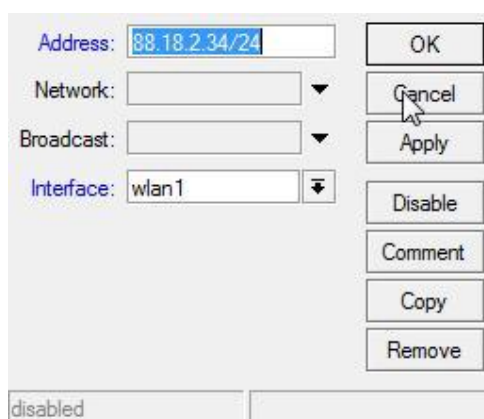 Address: 88.18.2.34/24
OK
Network:
Cancel
Broadcast:
Apply
Interface: wlan1
Disable
Comment
Copy
Remove
disabled